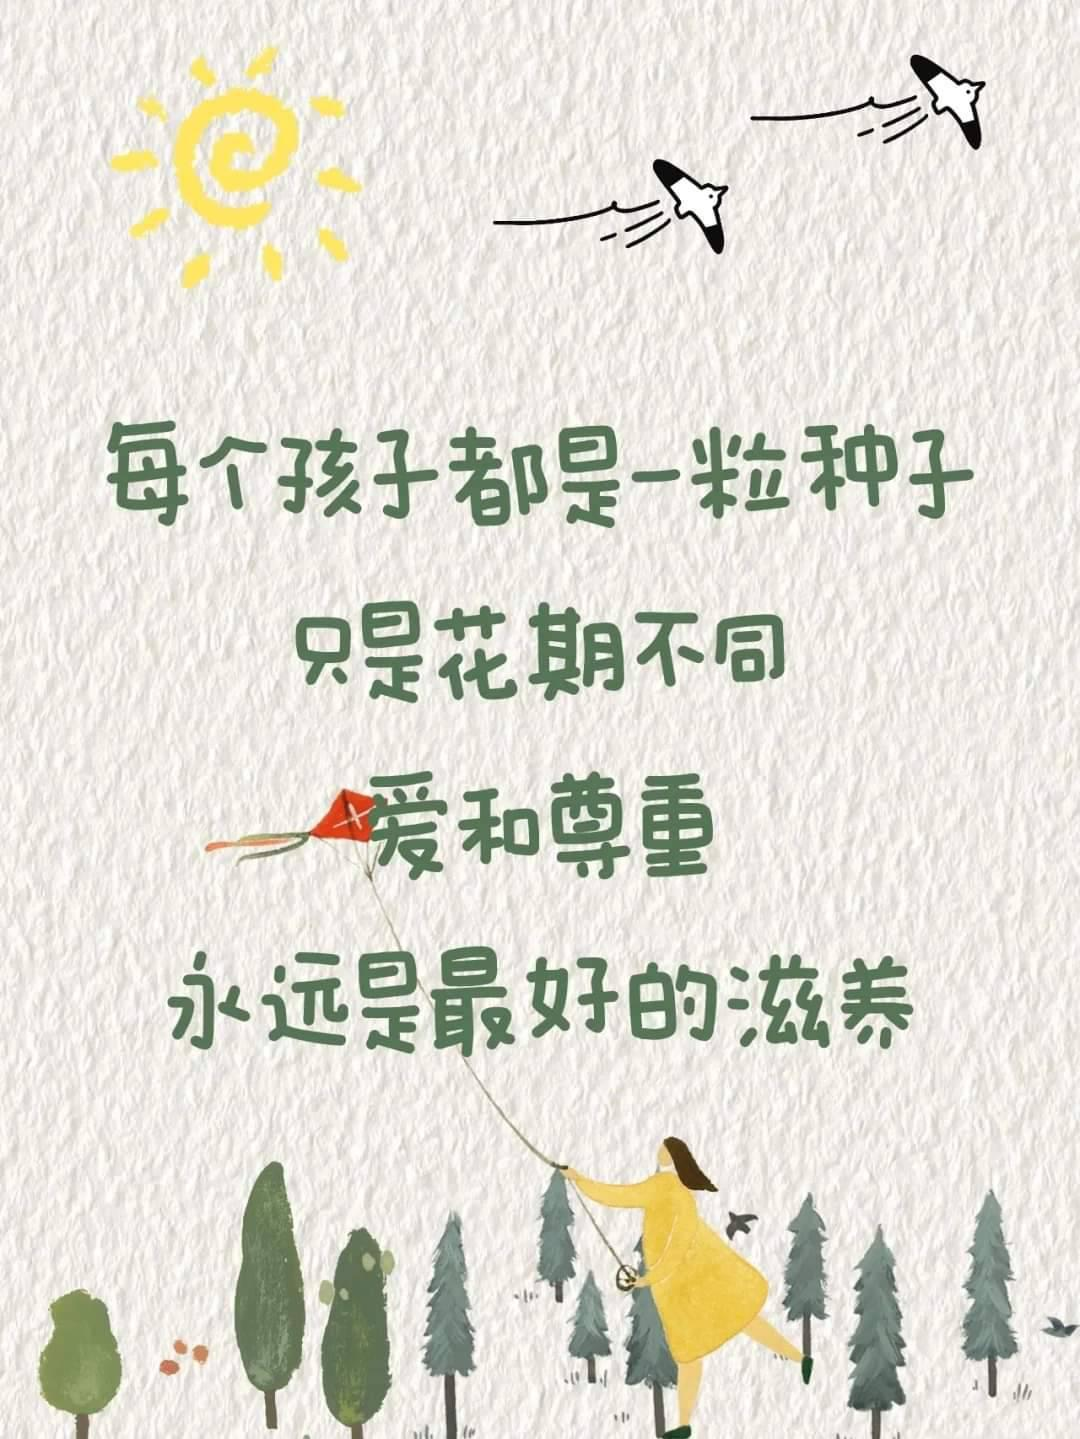 每个孩子都是一粒种子
只是花期不同
爱和尊重
永远是最好的滋养